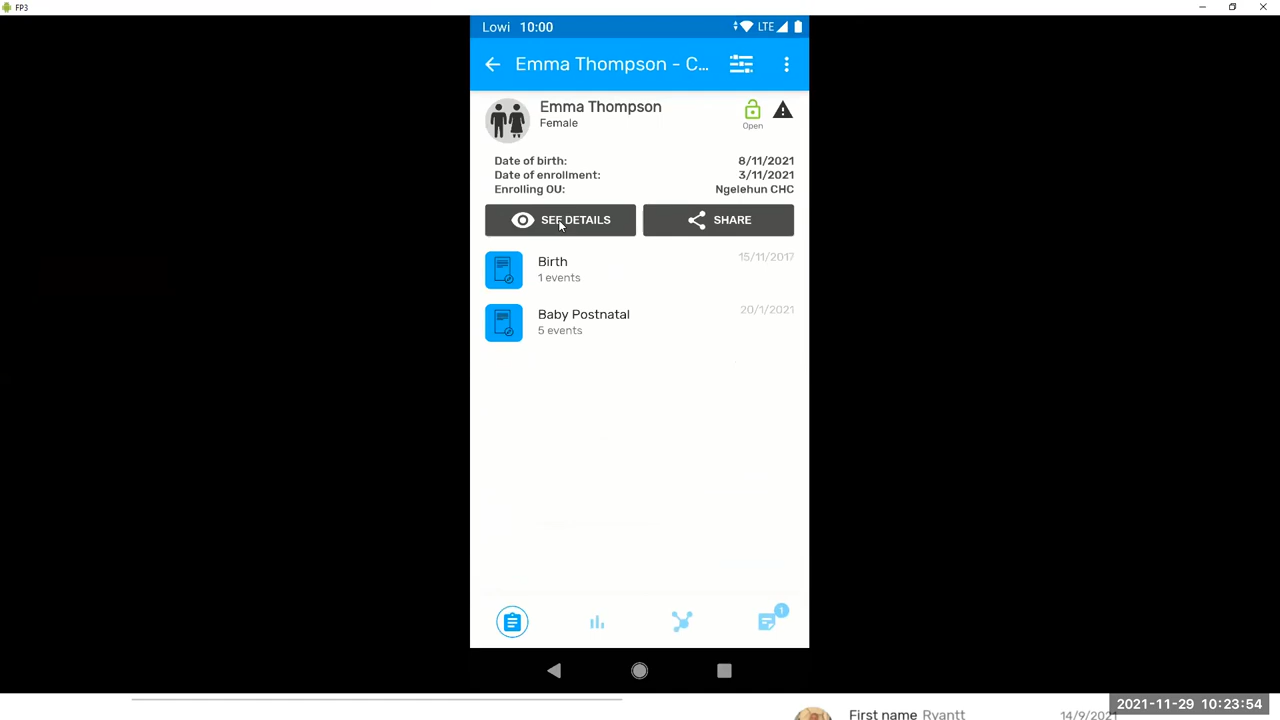 FP3
Lowi 10:00
LTE
Emma Thompson - C...
Emma Thompson
Female
Open
Date of birth: 8/11/2021
Date of enrollment: 3/11/2021
Enrolling OU: Ngelehun CHC
SEE DETAILS
SHARE
Birth 15/11/2017
1 events
Baby Postnatal 20/1/2021
5 events
1
2021-11-29 10:23:54
First name Ryantt 14/9/2021